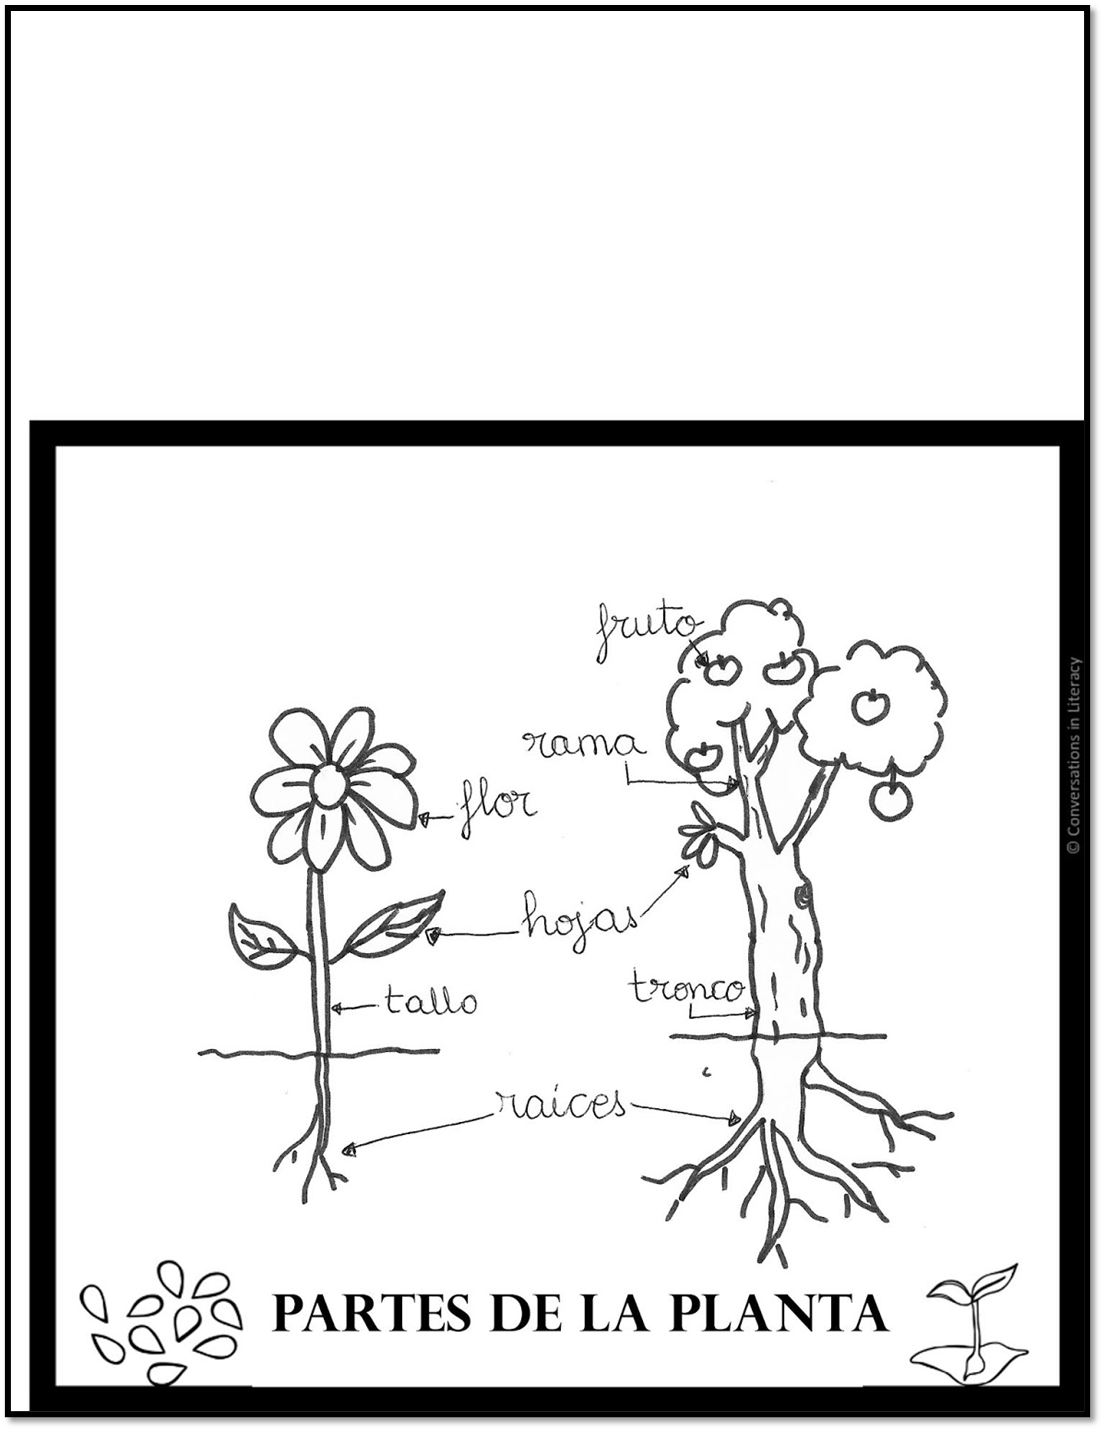 fruto
rama
flor
hojas
tronco
tallo
raíces
PARTES DE LA PLANTA
© Conversations in Literacy